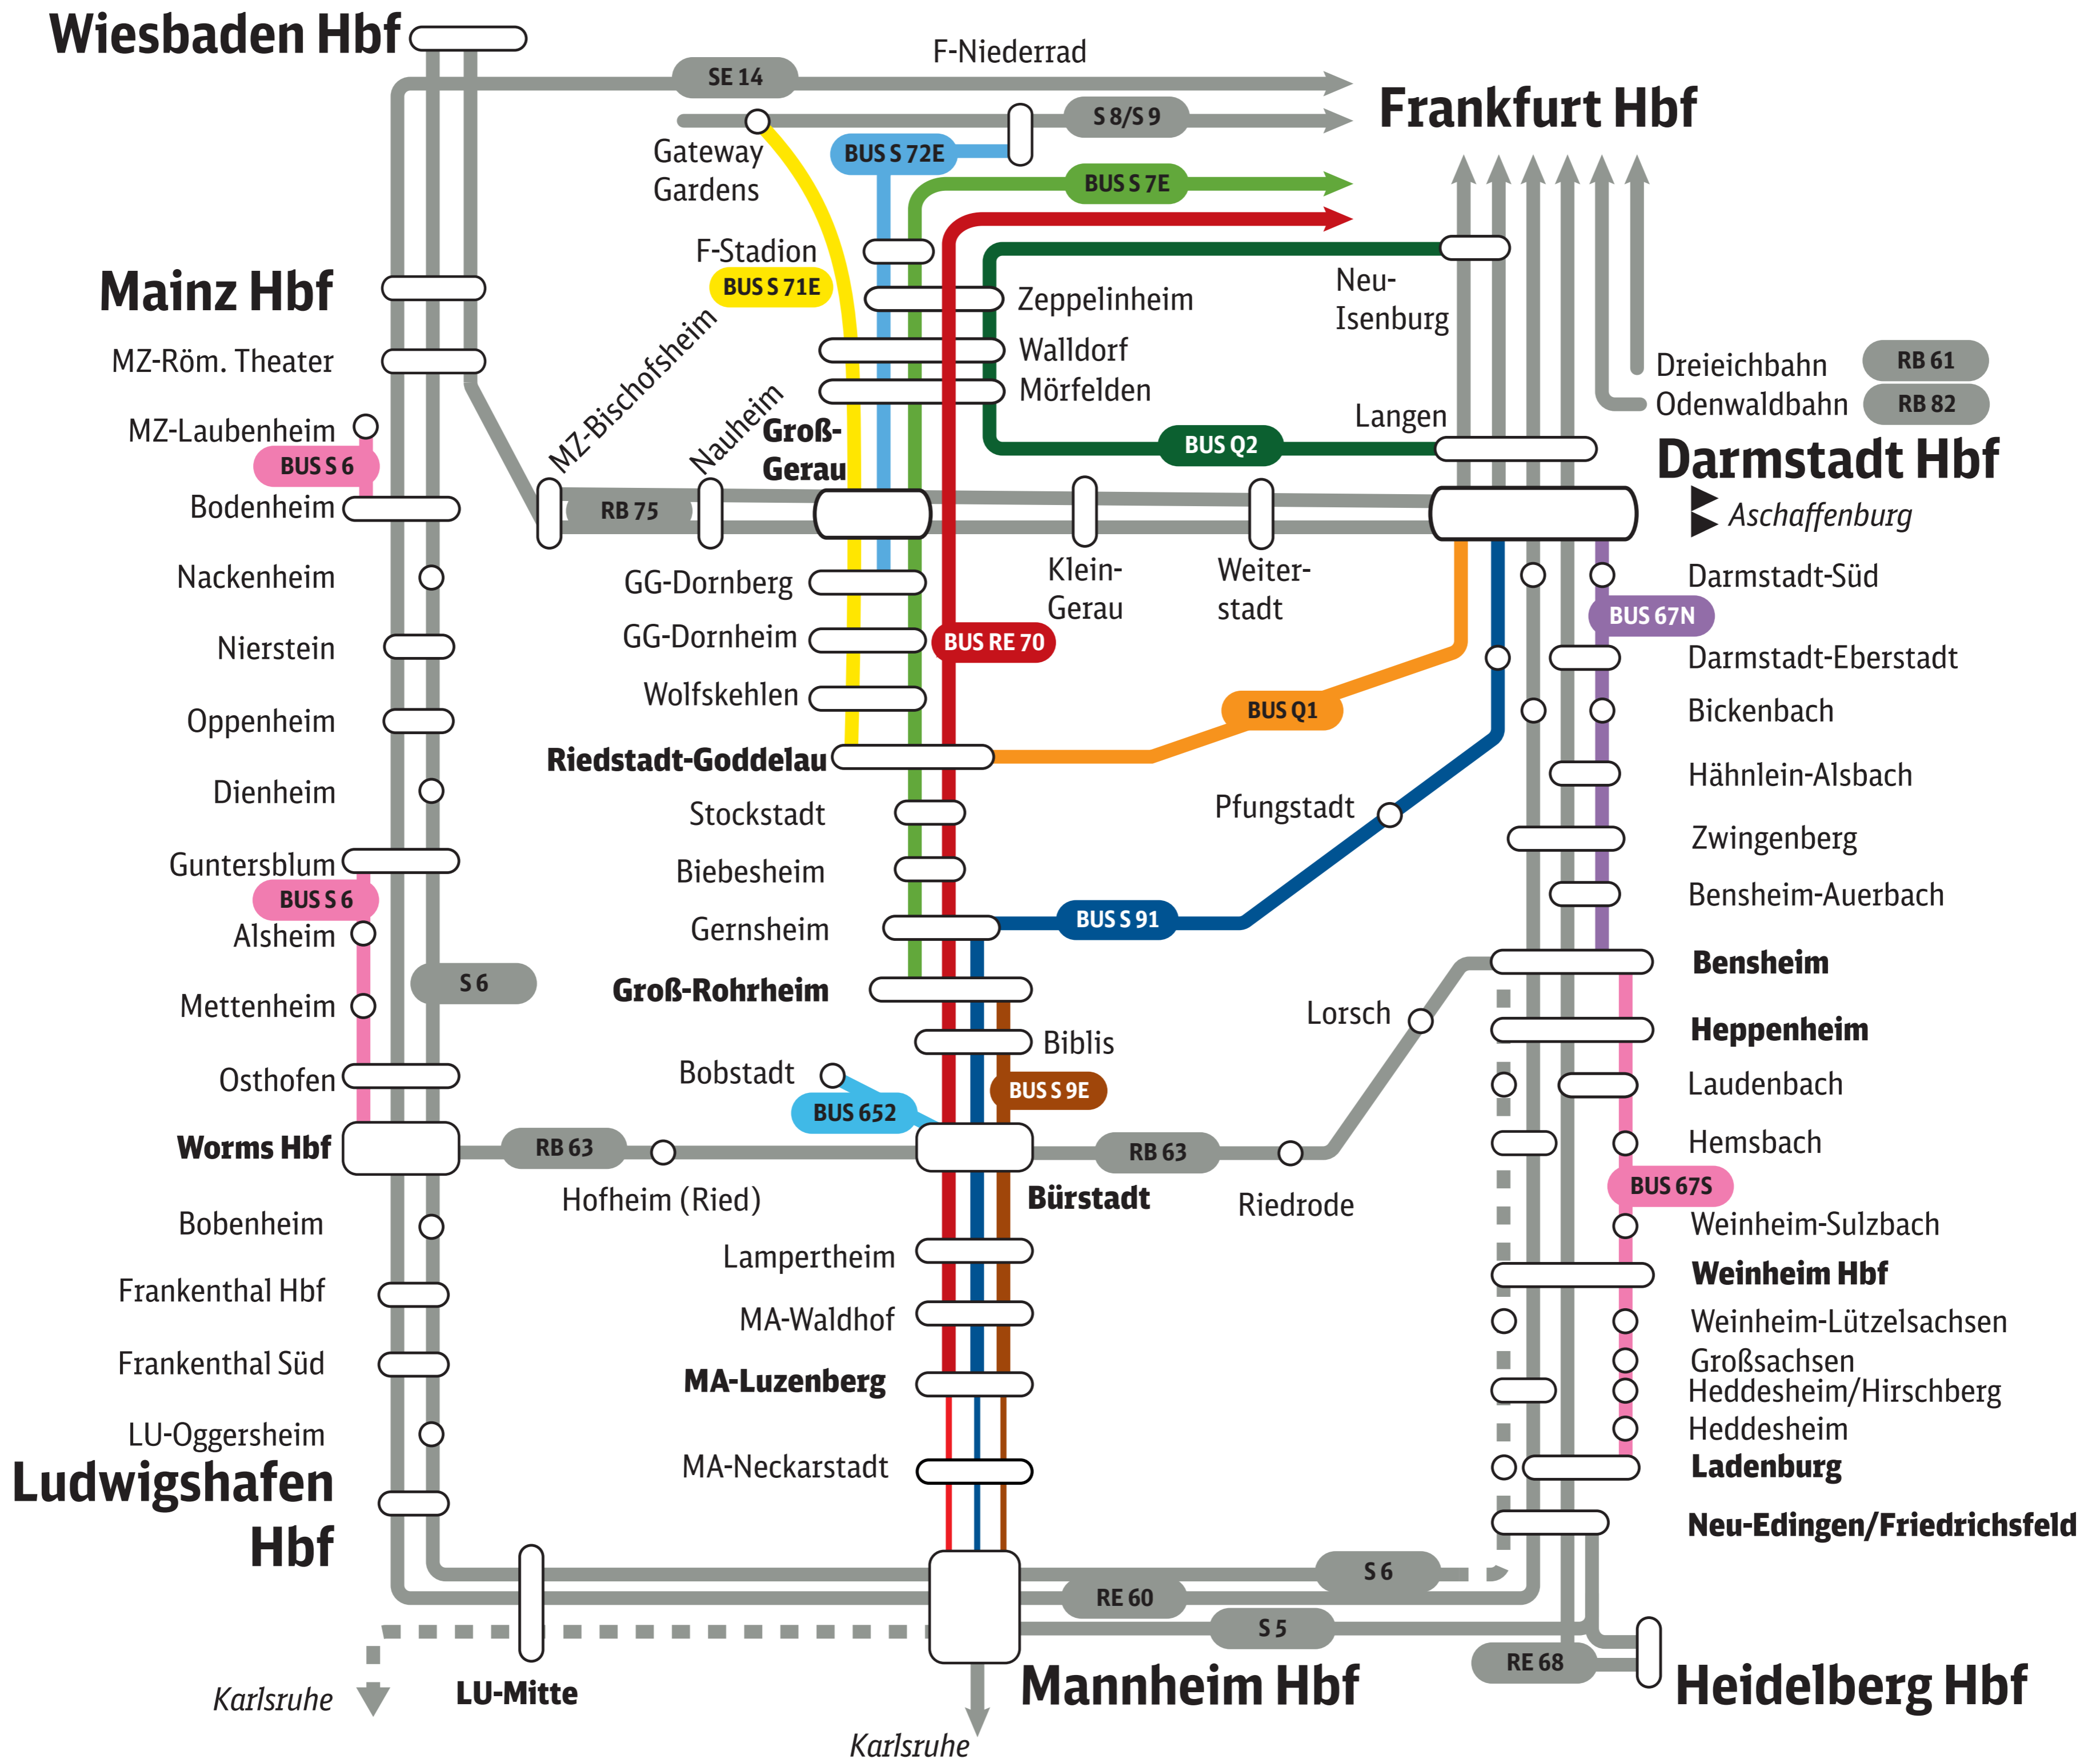 Wiesbaden Hbf
F-Niederrad
SE 14
Frankfurt Hbf
S 8/S 9
Gateway
Gardens
BUS S 72E
BUS S 7E
F-Stadion
BUS S 71E
Mainz Hbf
Zeppelinheim
Neu-
Isenburg
MZ-Röm. Theater
Walldorf
Mörfelden
Dreieichbahn
RB 61
Odenwaldbahn
RB 82
MZ-Bischofsheim
Nauheim
MZ-Laubenheim
BUS S 6
Groß-
Gerau
Langen
BUS Q2
Darmstadt Hbf
Bodenheim
RB 75
Aschaffenburg
Nackenheim
GG-Dornberg
Klein-
Gerau
Weiter-
stadt
Darmstadt-Süd
BUS 67N
Nierstein
GG-Dornheim
BUS RE 70
Darmstadt-Eberstadt
Oppenheim
Wolfskehlen
BUS Q1
Bickenbach
Riedstadt-Goddelau
Hähnlein-Alsbach
Dienheim
Stockstadt
Pfungstadt
Zwingenberg
Guntersblum
BUS S 6
Biebesheim
Bensheim-Auerbach
Alsheim
Gernsheim
BUS S 91
Bensheim
S 6
Groß-Rohrheim
Mettenheim
Lorsch
Heppenheim
Biblis
Osthofen
Bobstadt
BUS S 9E
Laudenbach
BUS 652
Worms Hbf
RB 63
RB 63
Hemsbach
Hofheim (Ried)
Bürstadt
Riedrode
BUS 67S
Bobenheim
Lampertheim
Weinheim-Sulzbach
Frankenthal Hbf
MA-Waldhof
Weinheim Hbf
Weinheim-Lützelsachsen
Frankenthal Süd
MA-Luzenberg
Großsachsen
Heddesheim/Hirschberg
LU-Oggersheim
Heddesheim
Ludwigshafen
Hbf
MA-Neckarstadt
Ladenburg
Neu-Edingen/Friedrichsfeld
S 6
RE 60
S 5
RE 68
Karlsruhe
LU-Mitte
Mannheim Hbf
Heidelberg Hbf
Karlsruhe